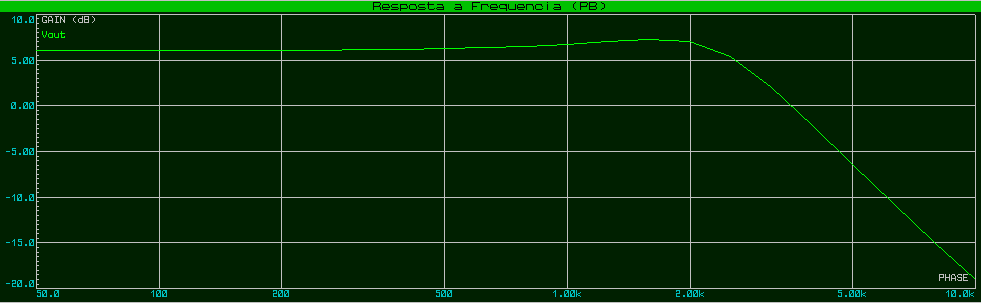 Resposta a Frequencia (PB)
10.0
GAIN (dB)
Vout
5.00
0.00
-5.00
-10.0
-15.0
-20.0
PHASE
50.0 100 200 500 1.00k 2.00k 5.00k 10.0k